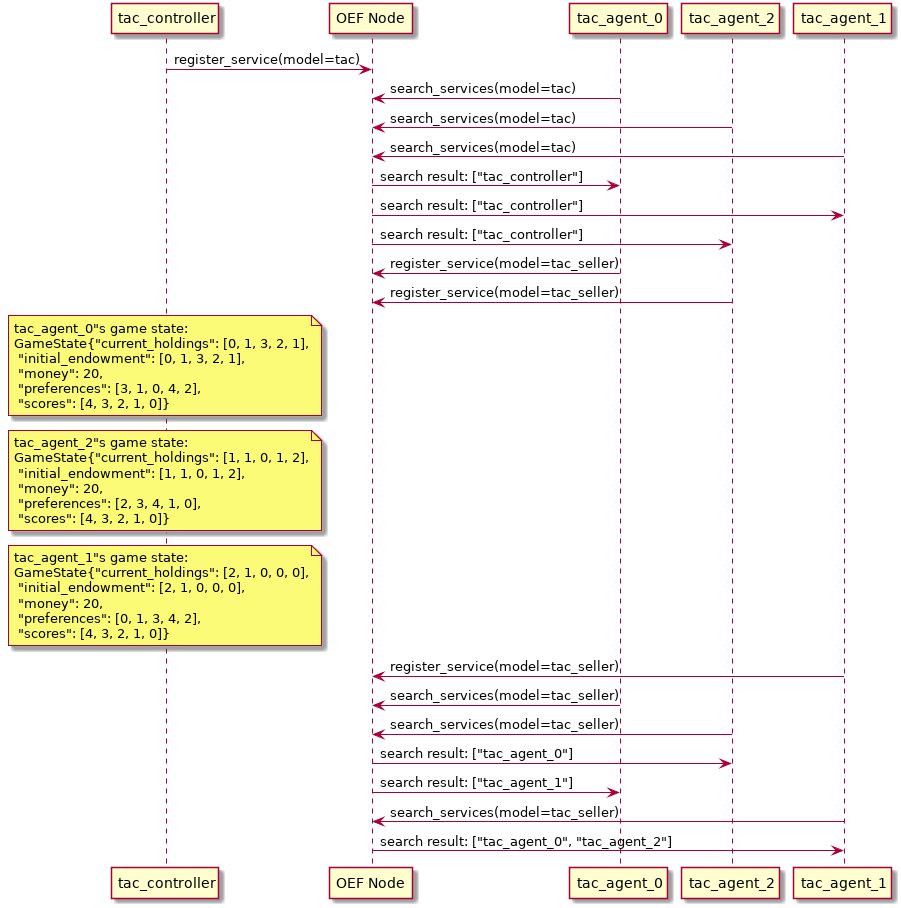 tac_controller
OEF Node
tac_agent_0
tac_agent_2
tac_agent_1
register_service(model=tac)
search_services(model=tac)
search_services(model=tac)
search_services(model=tac)
search result: ["tac_controller"]
search result: ["tac_controller"]
search result: ["tac_controller"]
register_service(model=tac_seller)
register_service(model=tac_seller)
tac_agent_0"s game state:
GameState{"current_holdings": [0, 1, 3, 2, 1],
"initial_endowment": [0, 1, 3, 2, 1],
"money": 20,
"preferences": [3, 1, 0, 4, 2],
"scores": [4, 3, 2, 1, 0]}
tac_agent_2"s game state:
GameState{"current_holdings": [1, 1, 0, 1, 2],
"initial_endowment": [1, 1, 0, 1, 2],
"money": 20,
"preferences": [2, 3, 4, 1, 0],
"scores": [4, 3, 2, 1, 0]}
tac_agent_1"s game state:
GameState{"current_holdings": [2, 1, 0, 0, 0],
"initial_endowment": [2, 1, 0, 0, 0],
"money": 20,
"preferences": [0, 1, 3, 4, 2],
"scores": [4, 3, 2, 1, 0]}
register_service(model=tac_seller)
search_services(model=tac_seller)
search_services(model=tac_seller)
search result: ["tac_agent_0"]
search result: ["tac_agent_1"]
search_services(model=tac_seller)
search result: ["tac_agent_0", "tac_agent_2"]
tac_controller
OEF Node
tac_agent_0
tac_agent_2
tac_agent_1